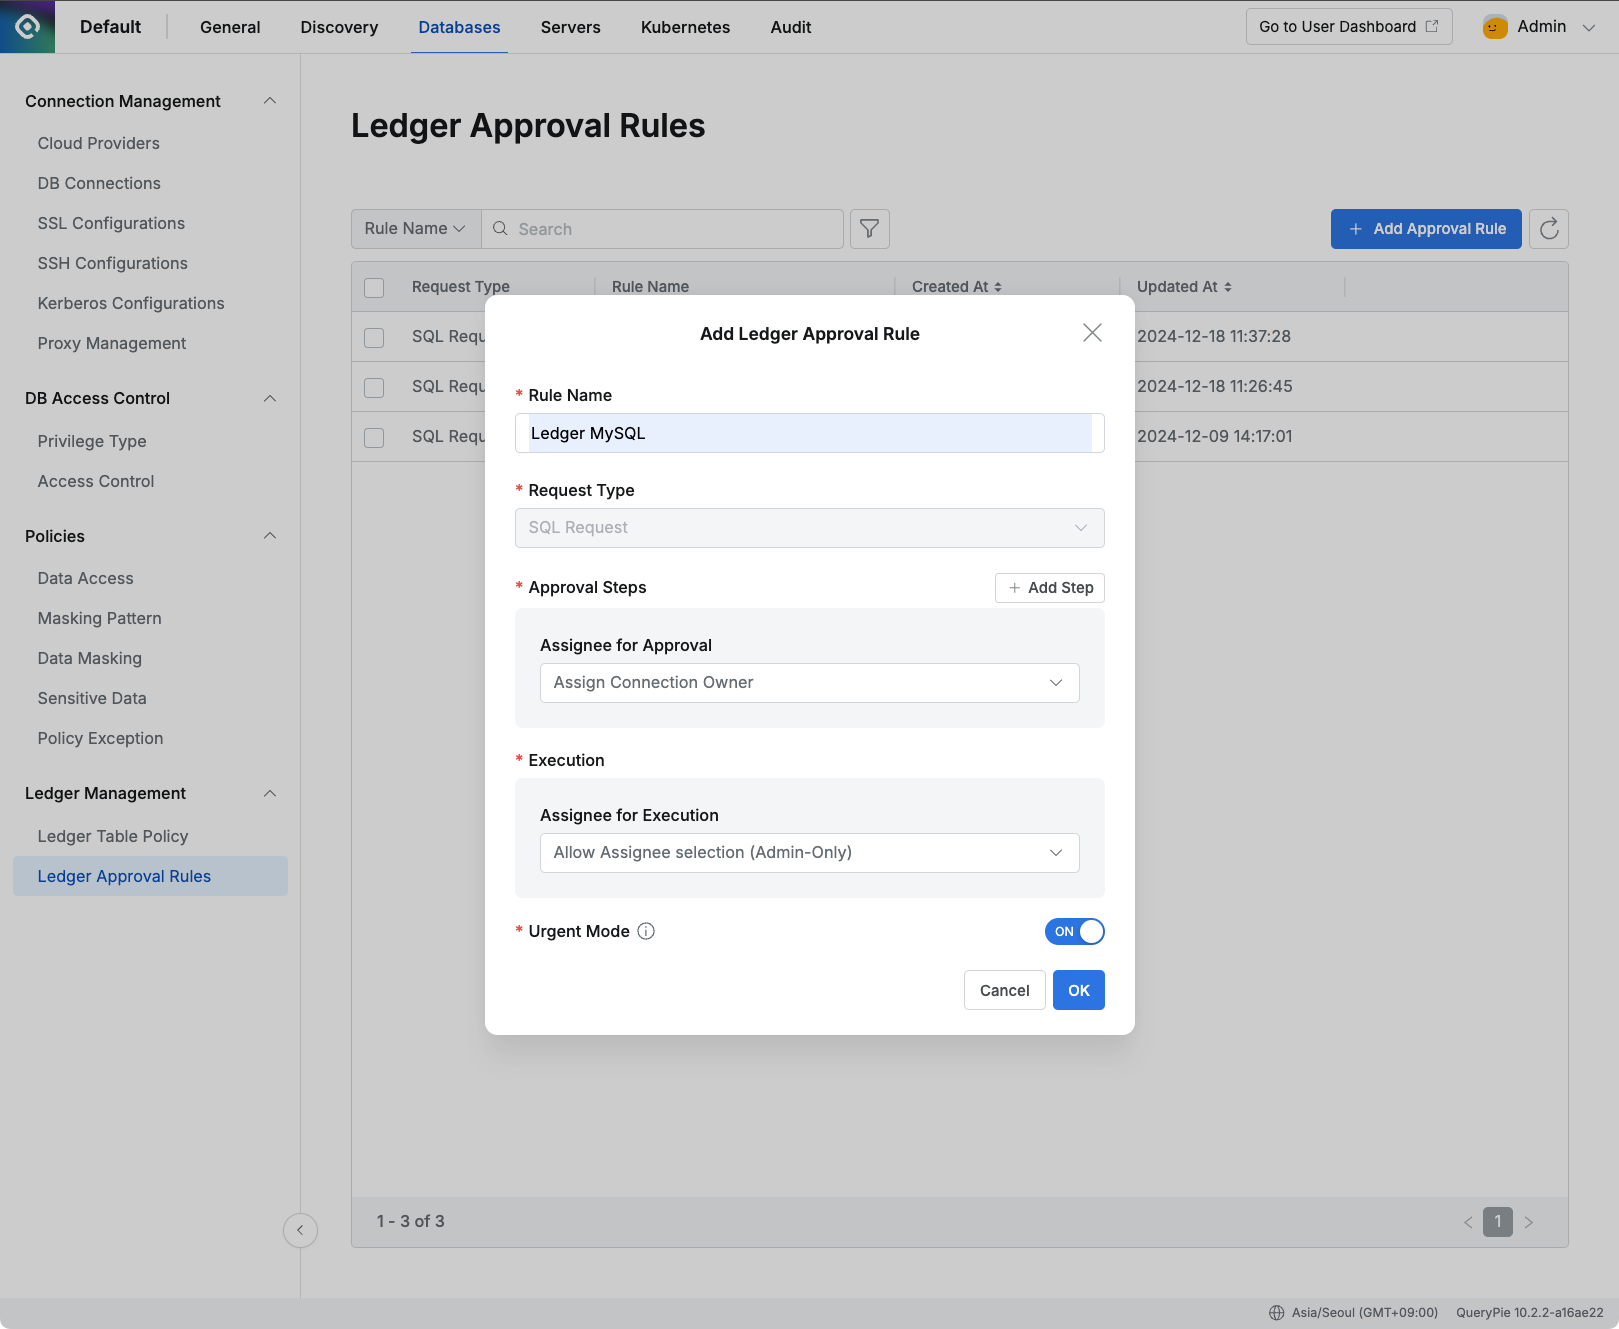 Default
General
Discovery
Databases
Servers
Kubernetes
Audit
Go to User Dashboard
Admin
Connection Management
Cloud Providers
DB Connections
SSL Configurations
SSH Configurations
Kerberos Configurations
Proxy Management
DB Access Control
Privilege Type
Access Control
Policies
Data Access
Masking Pattern
Data Masking
Sensitive Data
Policy Exception
Ledger Management
Ledger Table Policy
Ledger Approval Rules
Ledger Approval Rules
Rule Name
Search
+ Add Approval Rule
Request Type
Rule Name
Created At
Updated At
SQL Requ
2024-12-18 11:37:28
SQL Requ
2024-12-18 11:26:45
SQL Requ
2024-12-09 14:17:01
Add Ledger Approval Rule
* Rule Name
Ledger MySQL
* Request Type
SQL Request
* Approval Steps
+ Add Step
Assignee for Approval
Assign Connection Owner
* Execution
Assignee for Execution
Allow Assignee selection (Admin-Only)
* Urgent Mode
ON
Cancel
OK
1 - 3 of 3
1
Asia/Seoul (GMT+09:00)
QueryPie 10.2.2-a16ae22